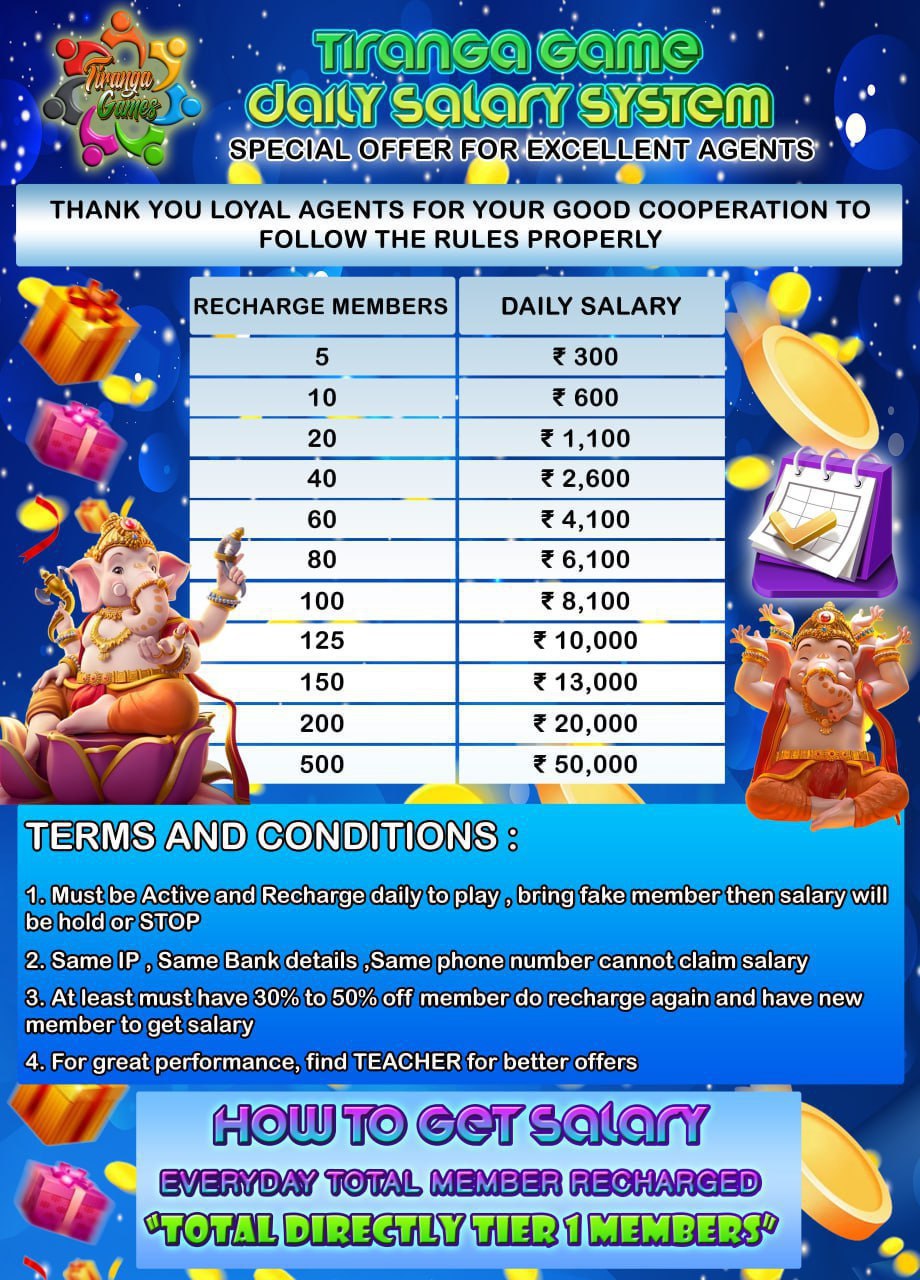 Tiranga
Games
Tiranga Game
daily Salary System
SPECIAL OFFER FOR EXCELLENT AGENTS
THANK YOU LOYAL AGENTS FOR YOUR GOOD COOPERATION TO
FOLLOW THE RULES PROPERLY
RECHARGE MEMBERS DAILY SALARY
5 ₹ 300
10 ₹ 600
20 ₹ 1,100
40 ₹ 2,600
60 ₹ 4,100
80 ₹ 6,100
100 ₹ 8,100
125 ₹ 10,000
150 ₹ 13,000
200 ₹ 20,000
500 ₹ 50,000
TERMS AND CONDITIONS :
1. Must be Active and Recharge daily to play , bring fake member then salary will
be hold or STOP
2. Same IP , Same Bank details ,Same phone number cannot claim salary
3. At least must have 30% to 50% off member do recharge again and have new
member to get salary
4. For great performance, find TEACHER for better offers
HOW TO GET SALARY
EVERYDAY TOTAL MEMBER RECHARGED
"TOTAL DIRECTLY TIER 1 MEMBERS"